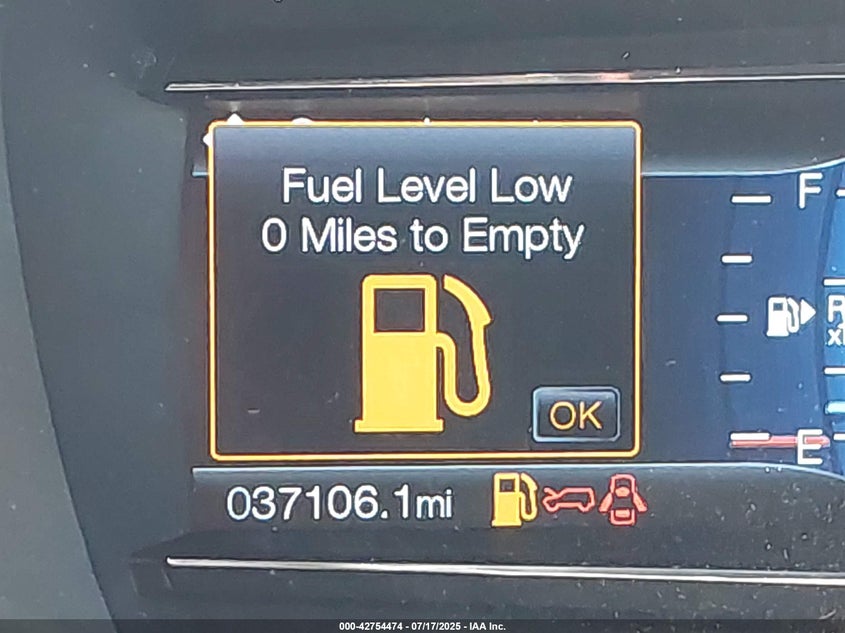 Fuel Level Low
0 Miles to Empty
OK
F
E
037106.1mi
000-42754474 - 07/17/2025 - IAA Inc.